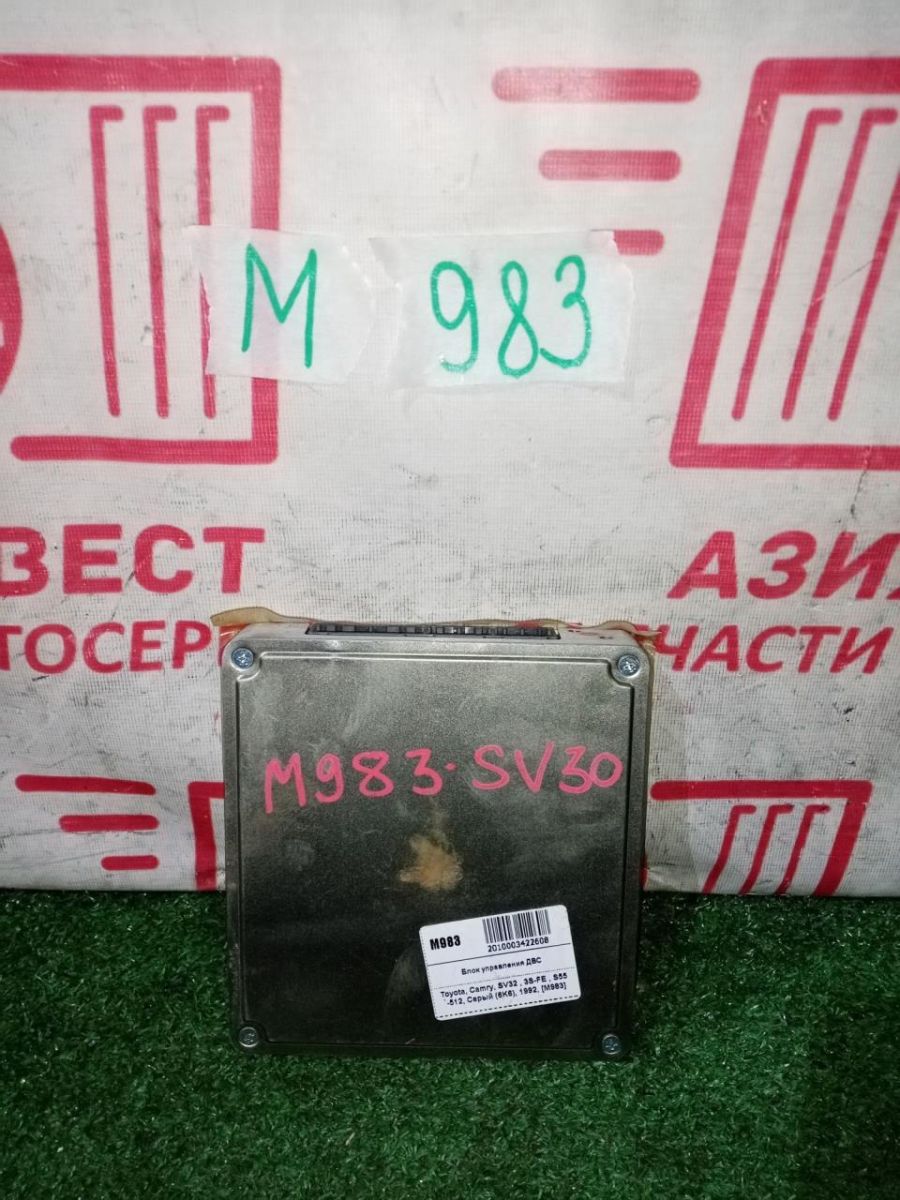 M 983
ВЕСТ
АЗИ
ТОСЕР
ЧАСТИ
M983. SV30
M983
2010003422608
Блок управления ДВС
Toyota, Camry, SV32 , 3S-FE , S55
'-512, Серый (6K6), 1992, [M983]